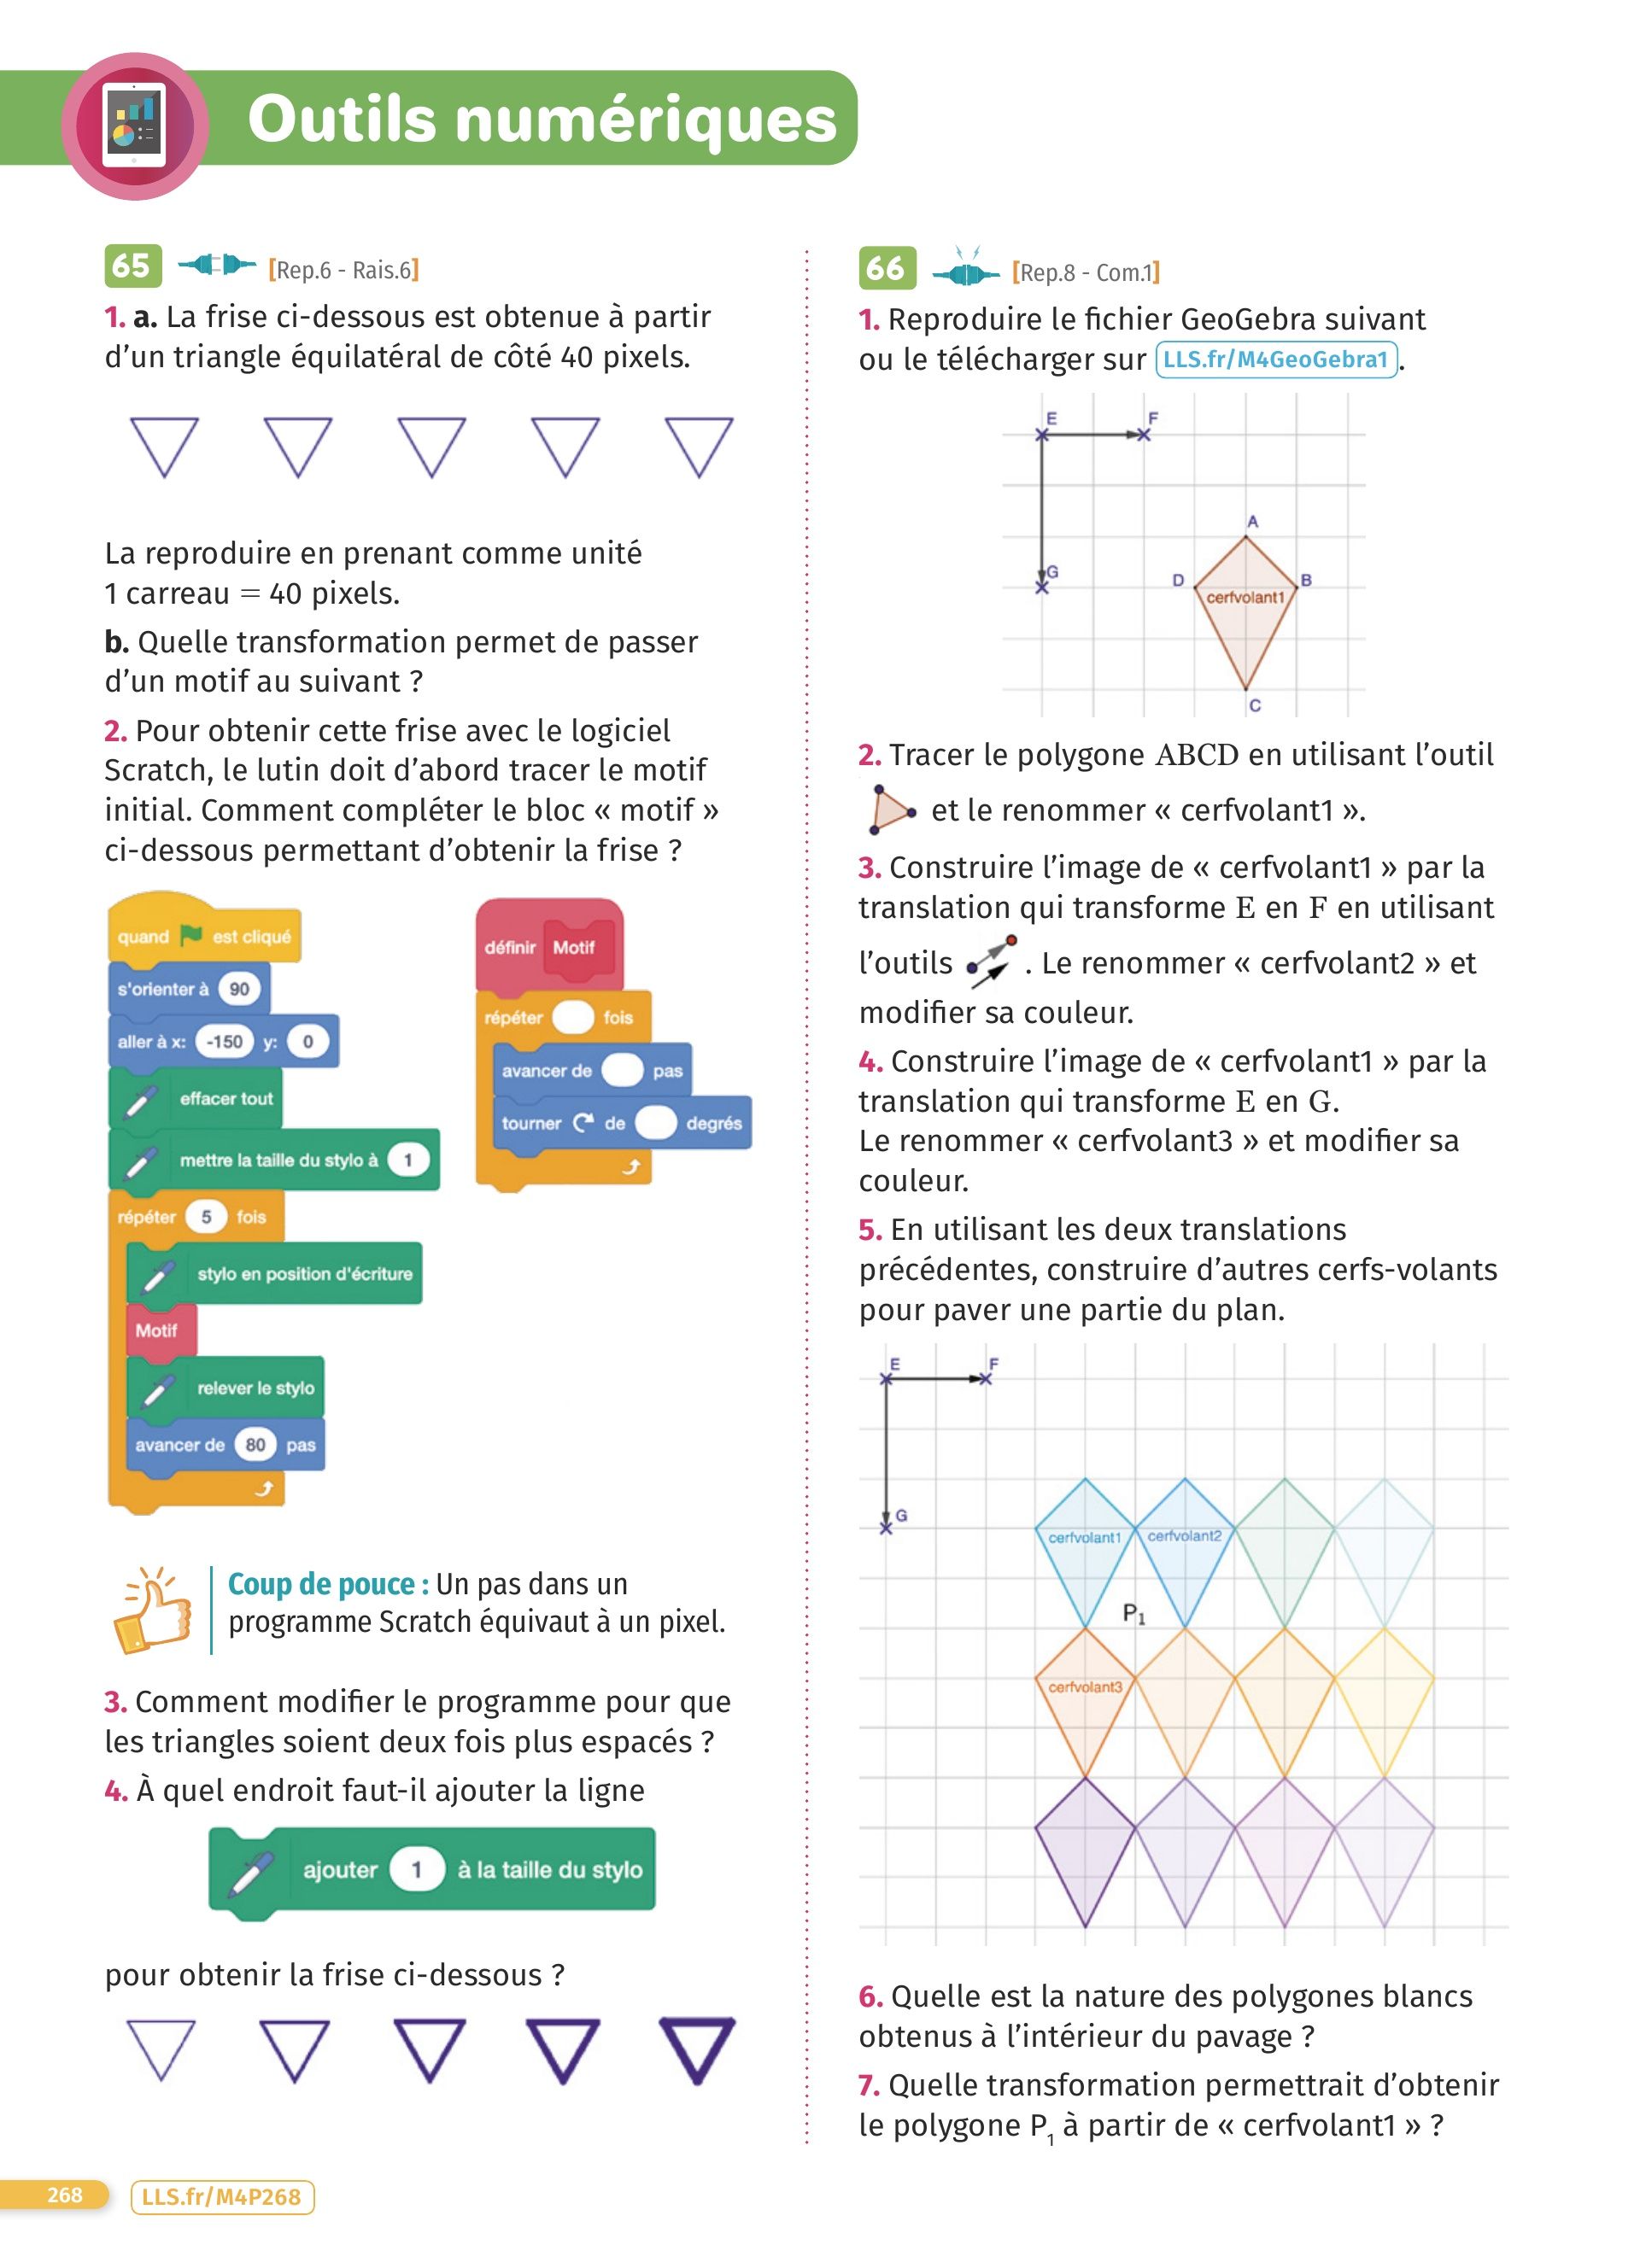 Outils numériques
65 [Rep.6 - Rais.6]
1. a. La frise ci-dessous est obtenue à partir
d’un triangle équilatéral de côté 40 pixels.
La reproduire en prenant comme unité
1 carreau = 40 pixels.
b. Quelle transformation permet de passer
d’un motif au suivant ?
2. Pour obtenir cette frise avec le logiciel
Scratch, le lutin doit d’abord tracer le motif
initial. Comment compléter le bloc « motif »
ci-dessous permettant d’obtenir la frise ?
quand est cliqué
s'orienter à 90
aller à x: -150 y: 0
effacer tout
mettre la taille du stylo à 1
répéter 5 fois
stylo en position d'écriture
Motif
relever le stylo
avancer de 80 pas
définir Motif
répéter fois
avancer de pas
tourner de degrés
Coup de pouce : Un pas dans un
programme Scratch équivaut à un pixel.
3. Comment modifier le programme pour que
les triangles soient deux fois plus espacés ?
4. À quel endroit faut-il ajouter la ligne
ajouter 1 à la taille du stylo
pour obtenir la frise ci-dessous ?
66 [Rep.8 - Com.1]
1. Reproduire le fichier GeoGebra suivant
ou le télécharger sur LLS.fr/M4GeoGebra1 .
E F
A
G
D B
cerfvolant1
C
2. Tracer le polygone ABCD en utilisant l’outil
et le renommer « cerfvolant1 ».
3. Construire l’image de « cerfvolant1 » par la
translation qui transforme E en F en utilisant
l’outils . Le renommer « cerfvolant2 » et
modifier sa couleur.
4. Construire l’image de « cerfvolant1 » par la
translation qui transforme E en G.
Le renommer « cerfvolant3 » et modifier sa
couleur.
5. En utilisant les deux translations
précédentes, construire d’autres cerfs-volants
pour paver une partie du plan.
E F
G
cerfvolant1 cerfvolant2
P1
cerfvolant3
6. Quelle est la nature des polygones blancs
obtenus à l’intérieur du pavage ?
7. Quelle transformation permettrait d’obtenir
le polygone P1 à partir de « cerfvolant1 » ?
268 LLS.fr/M4P268